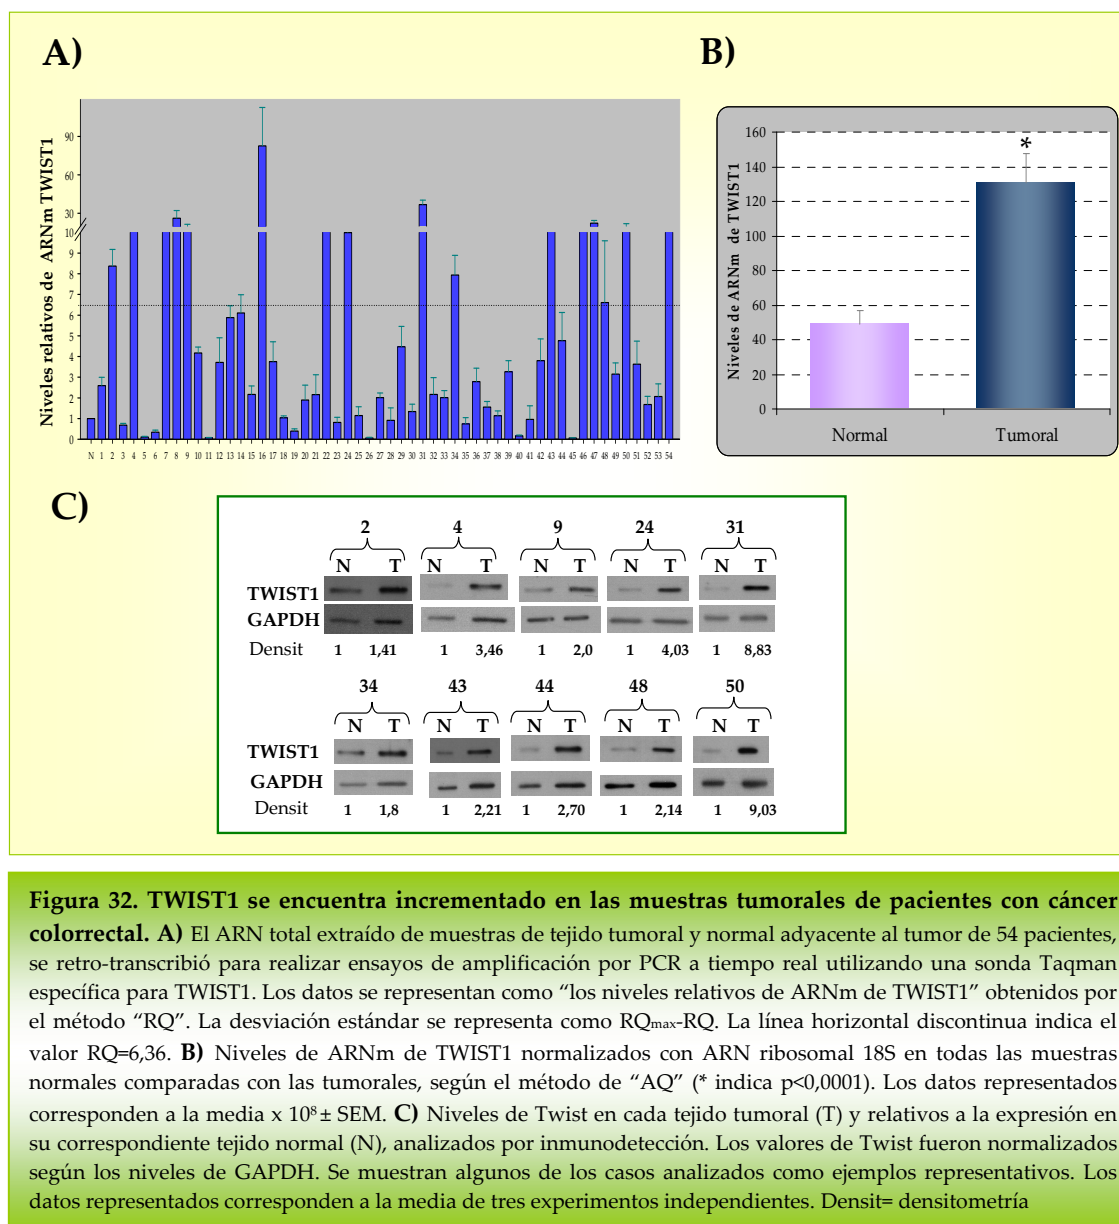 A)
B)
Niveles relativos de ARNm TWIST1
90
60
30
10
9
8
7
6
5
4
3
2
1
0
N 1 2 3 4 5 6 7 8 9 10 11 12 13 14 15 16 17 18 19 20 21 22 23 24 25 26 27 28 29 30 31 32 33 34 35 36 37 38 39 40 41 42 43 44 45 46 47 48 49 50 51 52 53 54
Niveles de ARNm de TWIST1
160
140
120
100
80
60
40
20
0
*
Normal Tumoral
C)
2 4 9 24 31
N T N T N T N T N T
TWIST1
GAPDH
Densit 1 1,41 1 3,46 1 2,0 1 4,03 1 8,83
34 43 44 48 50
N T N T N T N T N T
TWIST1
GAPDH
Densit 1 1,8 1 2,21 1 2,70 1 2,14 1 9,03
Figura 32. TWIST1 se encuentra incrementado en las muestras tumorales de pacientes con cáncer
colorrectal. A) El ARN total extraído de muestras de tejido tumoral y normal adyacente al tumor de 54 pacientes,
se retro-transcribió para realizar ensayos de amplificación por PCR a tiempo real utilizando una sonda Taqman
específica para TWIST1. Los datos se representan como "los niveles relativos de ARNm de TWIST1" obtenidos por
el método "RQ". La desviación estándar se representa como RQmax-RQ. La línea horizontal discontinua indica el
valor RQ=6,36. B) Niveles de ARNm de TWIST1 normalizados con ARN ribosomal 18S en todas las muestras
normales comparadas con las tumorales, según el método de "AQ" (* indica p<0,0001). Los datos representados
corresponden a la media x 10⁸ ± SEM. C) Niveles de Twist en cada tejido tumoral (T) y relativos a la expresión en
su correspondiente tejido normal (N), analizados por inmunodetección. Los valores de Twist fueron normalizados
según los niveles de GAPDH. Se muestran algunos de los casos analizados como ejemplos representativos. Los
datos representados corresponden a la media de tres experimentos independientes. Densit= densitometría